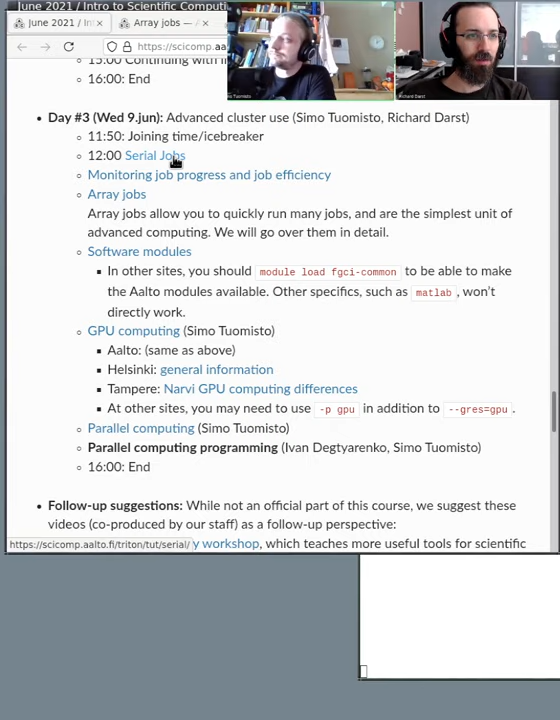 June 2021 / Intro to Scientific Computi
June 2021 / In
Array jobs —
https://scicomp.aa
Simo Tuomisto
Richard Darst
15:00 Continuing with
16:00: End
Day #3 (Wed 9.jun): Advanced cluster use (Simo Tuomisto, Richard Darst)
11:50: Joining time/icebreaker
12:00 Serial Jobs
Monitoring job progress and job efficiency
Array jobs
Array jobs allow you to quickly run many jobs, and are the simplest unit of
advanced computing. We will go over them in detail.
Software modules
In other sites, you should module load fgci-common to be able to make
the Aalto modules available. Other specifics, such as matlab, won't
directly work.
GPU computing (Simo Tuomisto)
Aalto: (same as above)
Helsinki: general information
Tampere: Narvi GPU computing differences
At other sites, you may need to use -p gpu in addition to --gres=gpu.
Parallel computing (Simo Tuomisto)
Parallel computing programming (Ivan Degtyarenko, Simo Tuomisto)
16:00: End
Follow-up suggestions: While not an official part of this course, we suggest these
videos (co-produced by our staff) as a follow-up perspective:
https://scicomp.aalto.fi/triton/tut/serial/ y workshop, which teaches more useful tools for scientific